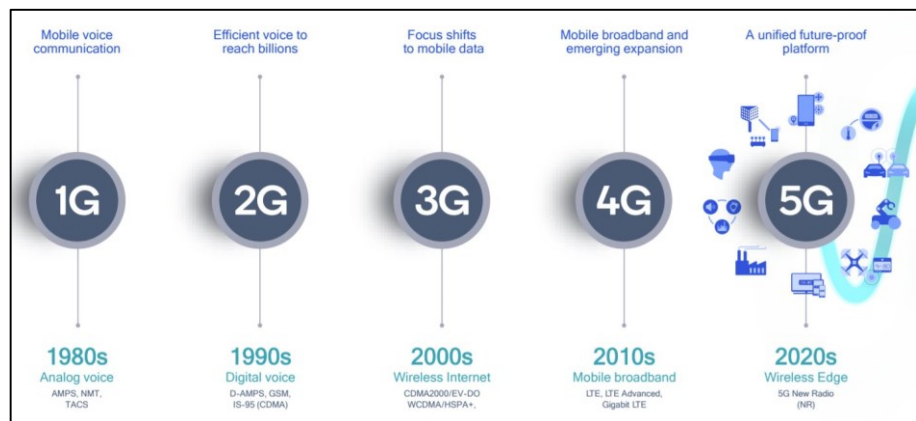 Mobile voice
communication
Efficient voice to
reach billions
Focus shifts
to mobile data
Mobile broadband and
emerging expansion
A unified future-proof
platform
1G
2G
3G
4G
5G
1980s
Analog voice
AMPS, NMT,
TACS
1990s
Digital voice
D-AMPS, GSM,
IS-95 (CDMA)
2000s
Wireless Internet
CDMA2000/EV-DO
WCDMA/HSPA+,
2010s
Mobile broadband
LTE, LTE Advanced,
Gigabit LTE
2020s
Wireless Edge
5G New Radio
(NR)